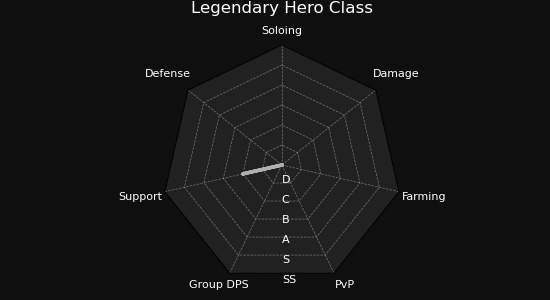 Legendary Hero Class
Soloing
Defense
Damage
Support
Farming
D
C
B
A
S
SS
Group DPS
PvP